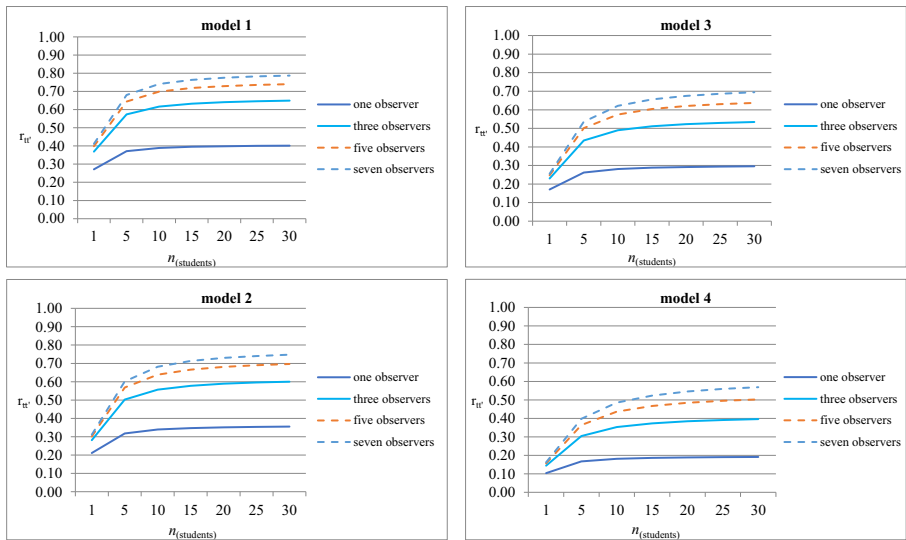 model 1
1.00
0.90
0.80
0.70
0.60
0.50
0.40
0.30
0.20
0.10
0.00
r_tt'
1 5 10 15 20 25 30
n(students)
one observer
three observers
five observers
seven observers
model 3
1.00
0.90
0.80
0.70
0.60
0.50
0.40
0.30
0.20
0.10
0.00
r_tt'
1 5 10 15 20 25 30
n(students)
one observer
three observers
five observers
seven observers
model 2
1.00
0.90
0.80
0.70
0.60
0.50
0.40
0.30
0.20
0.10
0.00
r_tt'
1 5 10 15 20 25 30
n(students)
one observer
three observers
five observers
seven observers
model 4
1.00
0.90
0.80
0.70
0.60
0.50
0.40
0.30
0.20
0.10
0.00
r_tt'
1 5 10 15 20 25 30
n(students)
one observer
three observers
five observers
seven observers